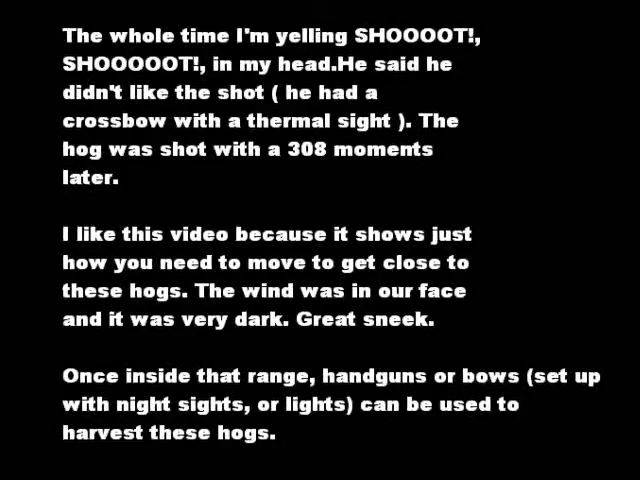 The whole time I'm yelling SHOOOOT!,
SHOOOOOT!, in my head.He said he
didn't like the shot ( he had a
crossbow with a thermal sight ). The
hog was shot with a 308 moments
later.
I like this video because it shows just
how you need to move to get close to
these hogs. The wind was in our face
and it was very dark. Great sneek.
Once inside that range, handguns or bows (set up
with night sights, or lights) can be used to
harvest these hogs.